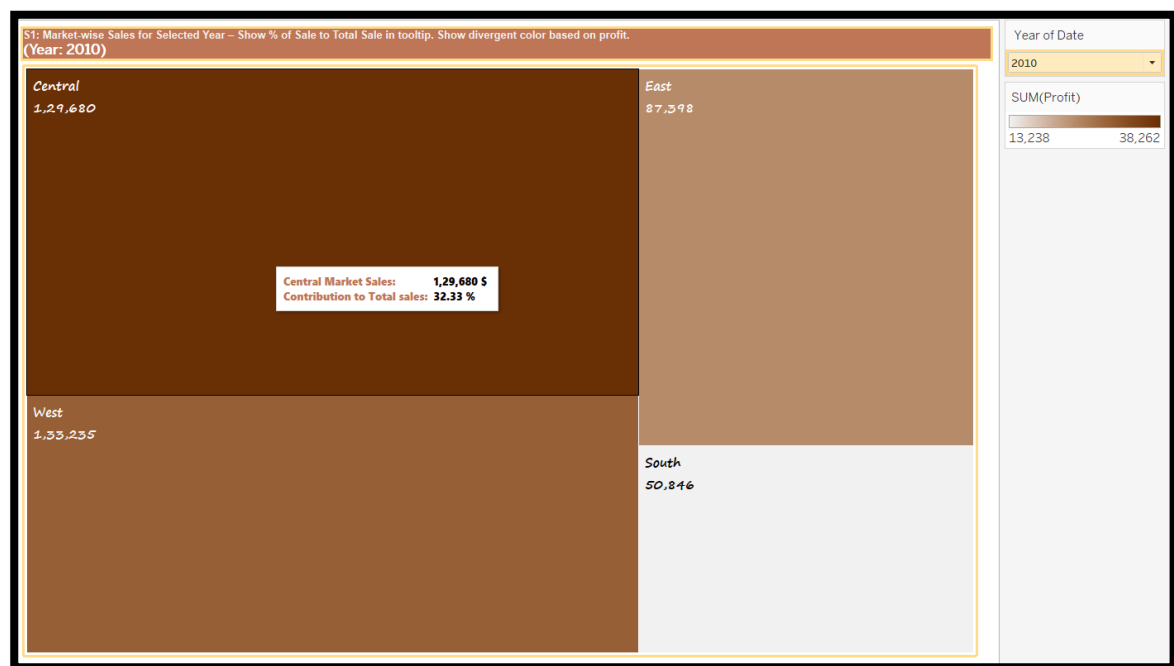 S1: Market-wise Sales for Selected Year – Show % of Sale to Total Sale in tooltip. Show divergent color based on profit.
(Year: 2010)
Central
1,29,680
Central Market Sales: 1,29,680 $
Contribution to Total sales: 32.33 %
West
1,33,235
East
87,398
South
50,846
Year of Date
2010
SUM(Profit)
13,238 38,262